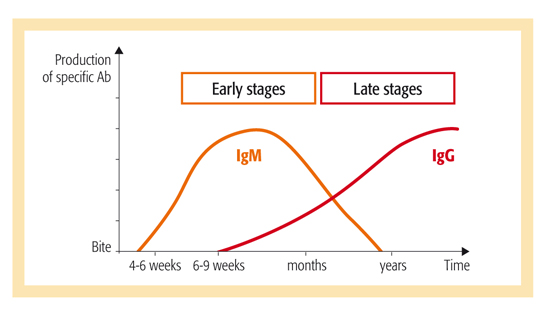 Production
of specific Ab
Early stages
Late stages
IgM
IgG
Bite
4-6 weeks
6-9 weeks
months
years
Time